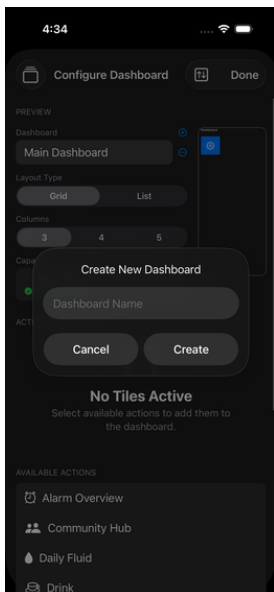 4:34
Configure Dashboard
Done
PREVIEW
Dashboard
Main Dashboard
Layout Type
Grid
List
Columns
3
4
5
Create New Dashboard
Dashboard Name
Cancel
Create
No Tiles Active
Select available actions to add them to
the dashboard.
AVAILABLE ACTIONS
Alarm Overview
Community Hub
Daily Fluid
Drink